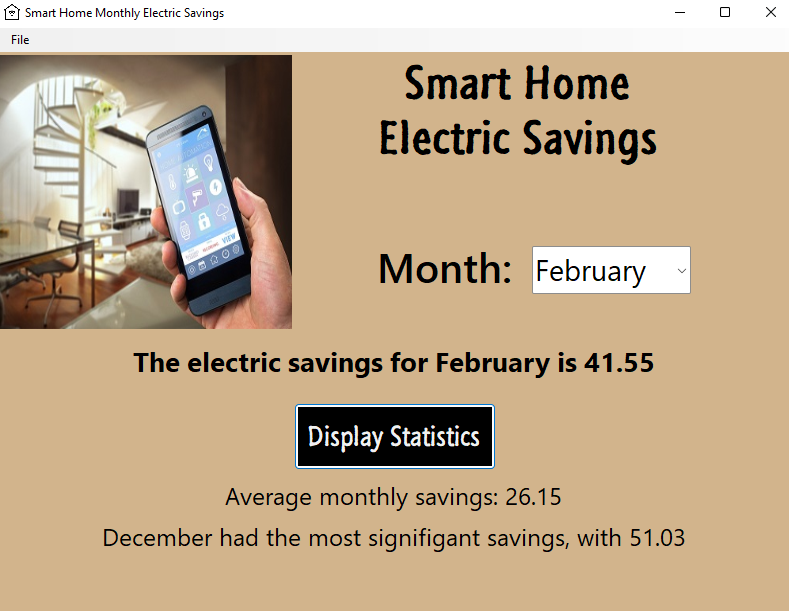 Smart Home Monthly Electric Savings
File
Smart Home
Electric Savings
VIEW
Month: February
The electric savings for February is 41.55
Display Statistics
Average monthly savings: 26.15
December had the most signifigant savings, with 51.03